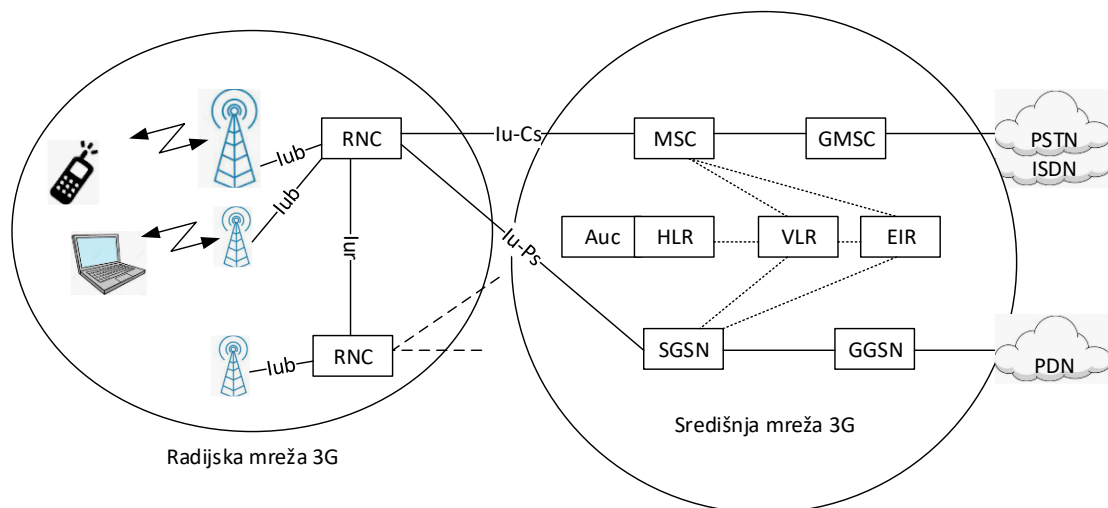 Iu-Cs
RNC
MSC
GMSC
PSTN
ISDN
Iub
Iub
Iur
Iu-Ps
Auc
HLR
VLR
EIR
Iub
RNC
SGSN
GGSN
PDN
Radijska mreža 3G
Središnja mreža 3G